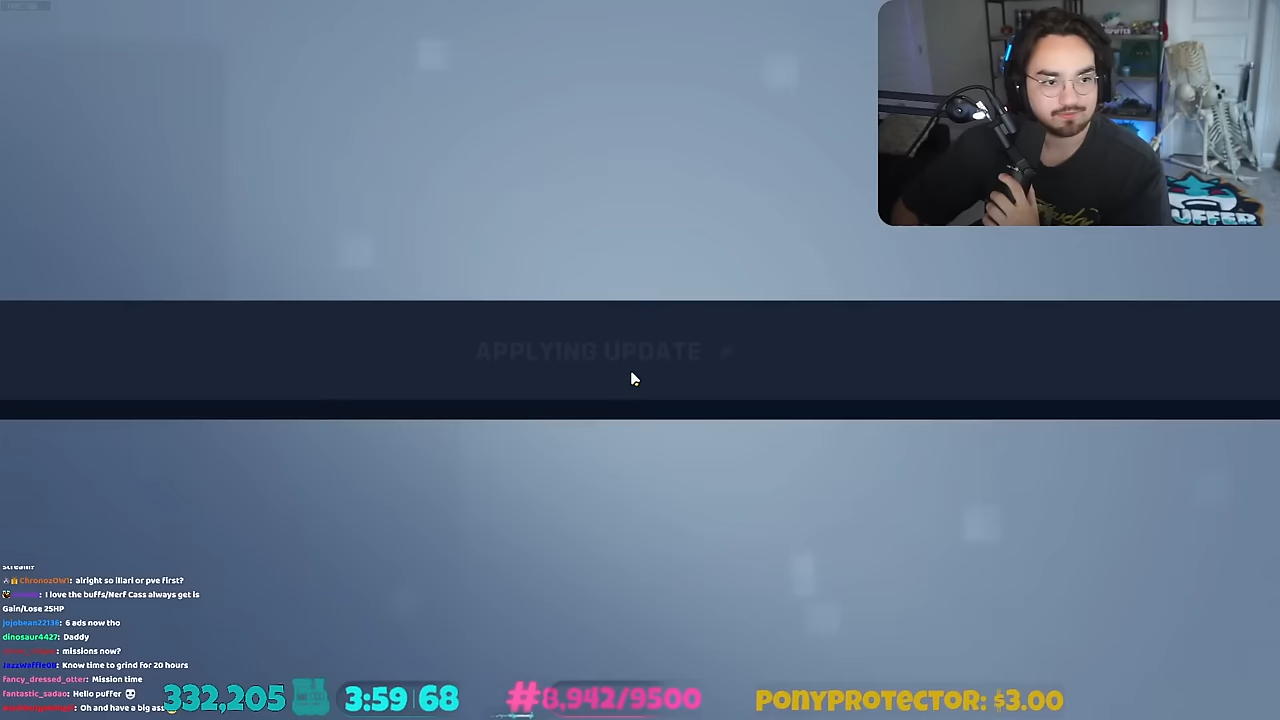 UFFER
APPLYING UPDATE
ChronozOW1: alright so illari or pve first?
: I love the buffs/Nerf Cass always get is
Gain/Lose 25HP
jojobean22136: 6 ads now tho
dinosaur4427: Daddy
: missions now?
JazzWaffle08: Know time to grind for 20 hours
fancy_dressed_otter: Mission time
fantastic_sadao: Hello puffer
: Oh and have a big ass
332,205
3:59 68
#8,942/9500
PONYPROTECTOR: $3.00